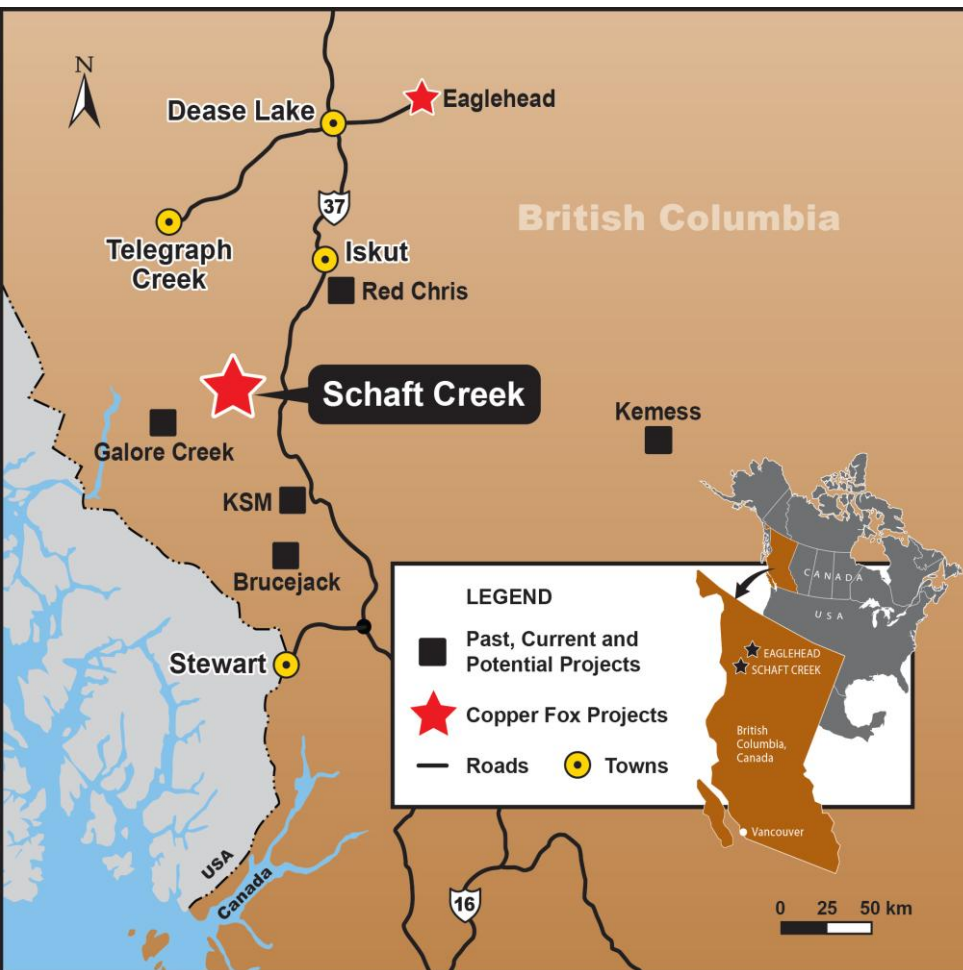 N
Dease Lake
Eaglehead
37
British Columbia
Telegraph
Creek
Iskut
Red Chris
Schaft Creek
Galore Creek
Kemess
KSM
Brucejack
Stewart
USA
Canada
16
LEGEND
Past, Current and
Potential Projects
Copper Fox Projects
Roads
Towns
CANADA
USA
EAGLEHEAD
SCHAFT CREEK
British
Columbia,
Canada
Vancouver
0 25 50 km